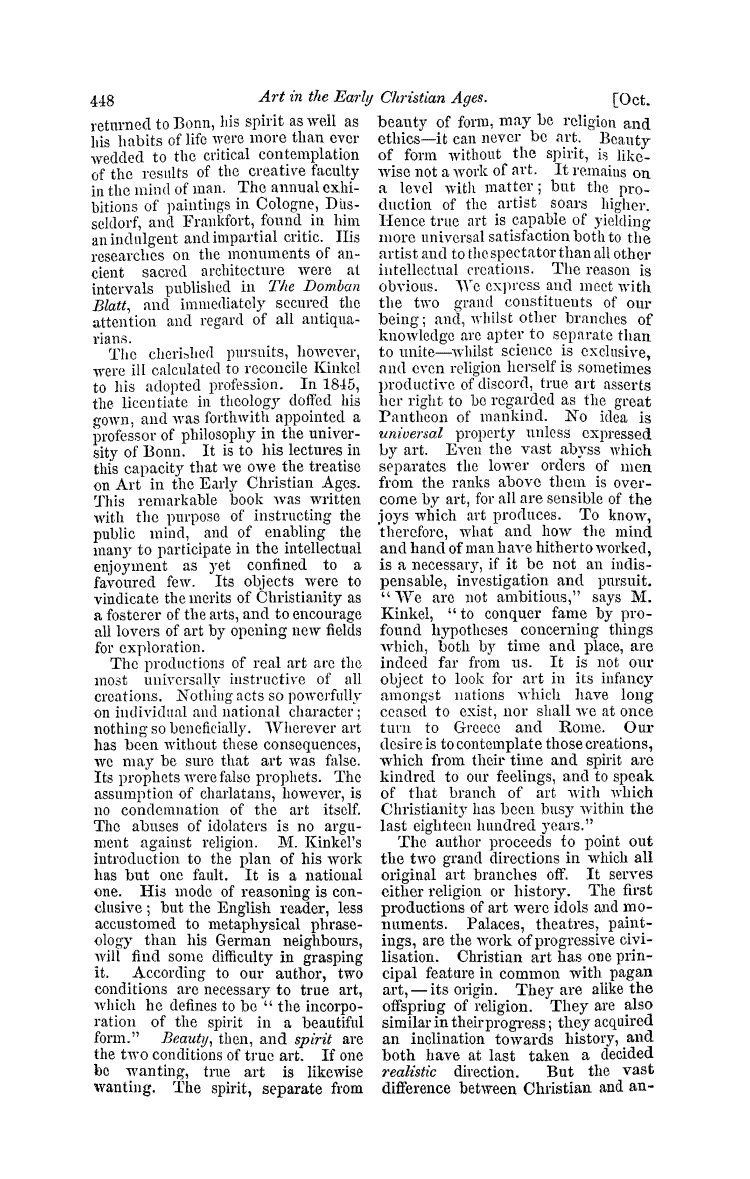 448 Art in the Early Christian Ages. [Oct.
returned to Bonn, his spirit as well as
his habits of life were more than ever
wedded to the critical contemplation
of the results of the creative faculty
in the mind of man. The annual exhi-
bitions of paintings in Cologne, Düs-
seldorf, and Frankfort, found in him
an indulgent and impartial critic. His
researches on the monuments of an-
cient sacred architecture were at
intervals published in The Domban
Blatt, and immediately secured the
attention and regard of all antiqua-
rians.
The cherished pursuits, however,
were ill calculated to reconcile Kinkel
to his adopted profession. In 1845,
the licentiate in theology doffed his
gown, and was forthwith appointed a
professor of philosophy in the univer-
sity of Bonn. It is to his lectures in
this capacity that we owe the treatise
on Art in the Early Christian Ages.
This remarkable book was written
with the purpose of instructing the
public mind, and of enabling the
many to participate in the intellectual
enjoyment as yet confined to a
favoured few. Its objects were to
vindicate the merits of Christianity as
a fosterer of the arts, and to encourage
all lovers of art by opening new fields
for exploration.
The productions of real art are the
most universally instructive of all
creations. Nothing acts so powerfully
on individual and national character;
nothing so beneficially. Wherever art
has been without these consequences,
we may be sure that art was false.
Its prophets were false prophets. The
assumption of charlatans, however, is
no condemnation of the art itself.
The abuses of idolaters is no argu-
ment against religion. M. Kinkel's
introduction to the plan of his work
has but one fault. It is a national
one. His mode of reasoning is con-
clusive; but the English reader, less
accustomed to metaphysical phrase-
ology than his German neighbours,
will find some difficulty in grasping
it. According to our author, two
conditions are necessary to true art,
which he defines to be "the incorpo-
ration of the spirit in a beautiful
form." Beauty, then, and spirit are
the two conditions of true art. If one
be wanting, true art is likewise
wanting. The spirit, separate from
beauty of form, may be religion and
ethics—it can never be art. Beauty
of form without the spirit, is like-
wise not a work of art. It remains on
a level with matter; but the pro-
duction of the artist soars higher.
Hence true art is capable of yielding
more universal satisfaction both to the
artist and to the spectator than all other
intellectual creations. The reason is
obvious. We express and meet with
the two grand constituents of our
being; and, whilst other branches of
knowledge are apter to separate than
to unite—whilst science is exclusive,
and even religion herself is sometimes
productive of discord, true art asserts
her right to be regarded as the great
Pantheon of mankind. No idea is
universal property unless expressed
by art. Even the vast abyss which
separates the lower orders of men
from the ranks above them is over-
come by art, for all are sensible of the
joys which art produces. To know,
therefore, what and how the mind
and hand of man have hitherto worked,
is a necessary, if it be not an indis-
pensable, investigation and pursuit.
"We are not ambitious," says M.
Kinkel, "to conquer fame by pro-
found hypotheses concerning things
which, both by time and place, are
indeed far from us. It is not our
object to look for art in its infancy
amongst nations which have long
ceased to exist, nor shall we at once
turn to Greece and Rome. Our
desire is to contemplate those creations,
which from their time and spirit are
kindred to our feelings, and to speak
of that branch of art with which
Christianity has been busy within the
last eighteen hundred years."
The author proceeds to point out
the two grand directions in which all
original art branches off. It serves
either religion or history. The first
productions of art were idols and mo-
numents. Palaces, theatres, paint-
ings, are the work of progressive civi-
lisation. Christian art has one prin-
cipal feature in common with pagan
art,—its origin. They are alike the
offspring of religion. They are also
similar in their progress; they acquired
an inclination towards history, and
both have at last taken a decided
realistic direction. But the vast
difference between Christian and an-